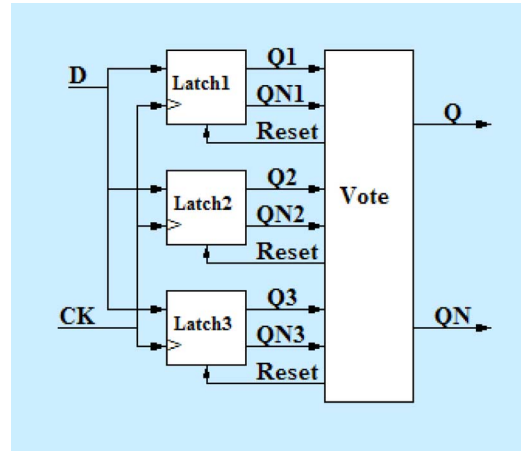 D
Latch1
Q1
QN1
Reset
Q
Latch2
Q2
QN2
Reset
Vote
CK
Latch3
Q3
QN3
Reset
QN